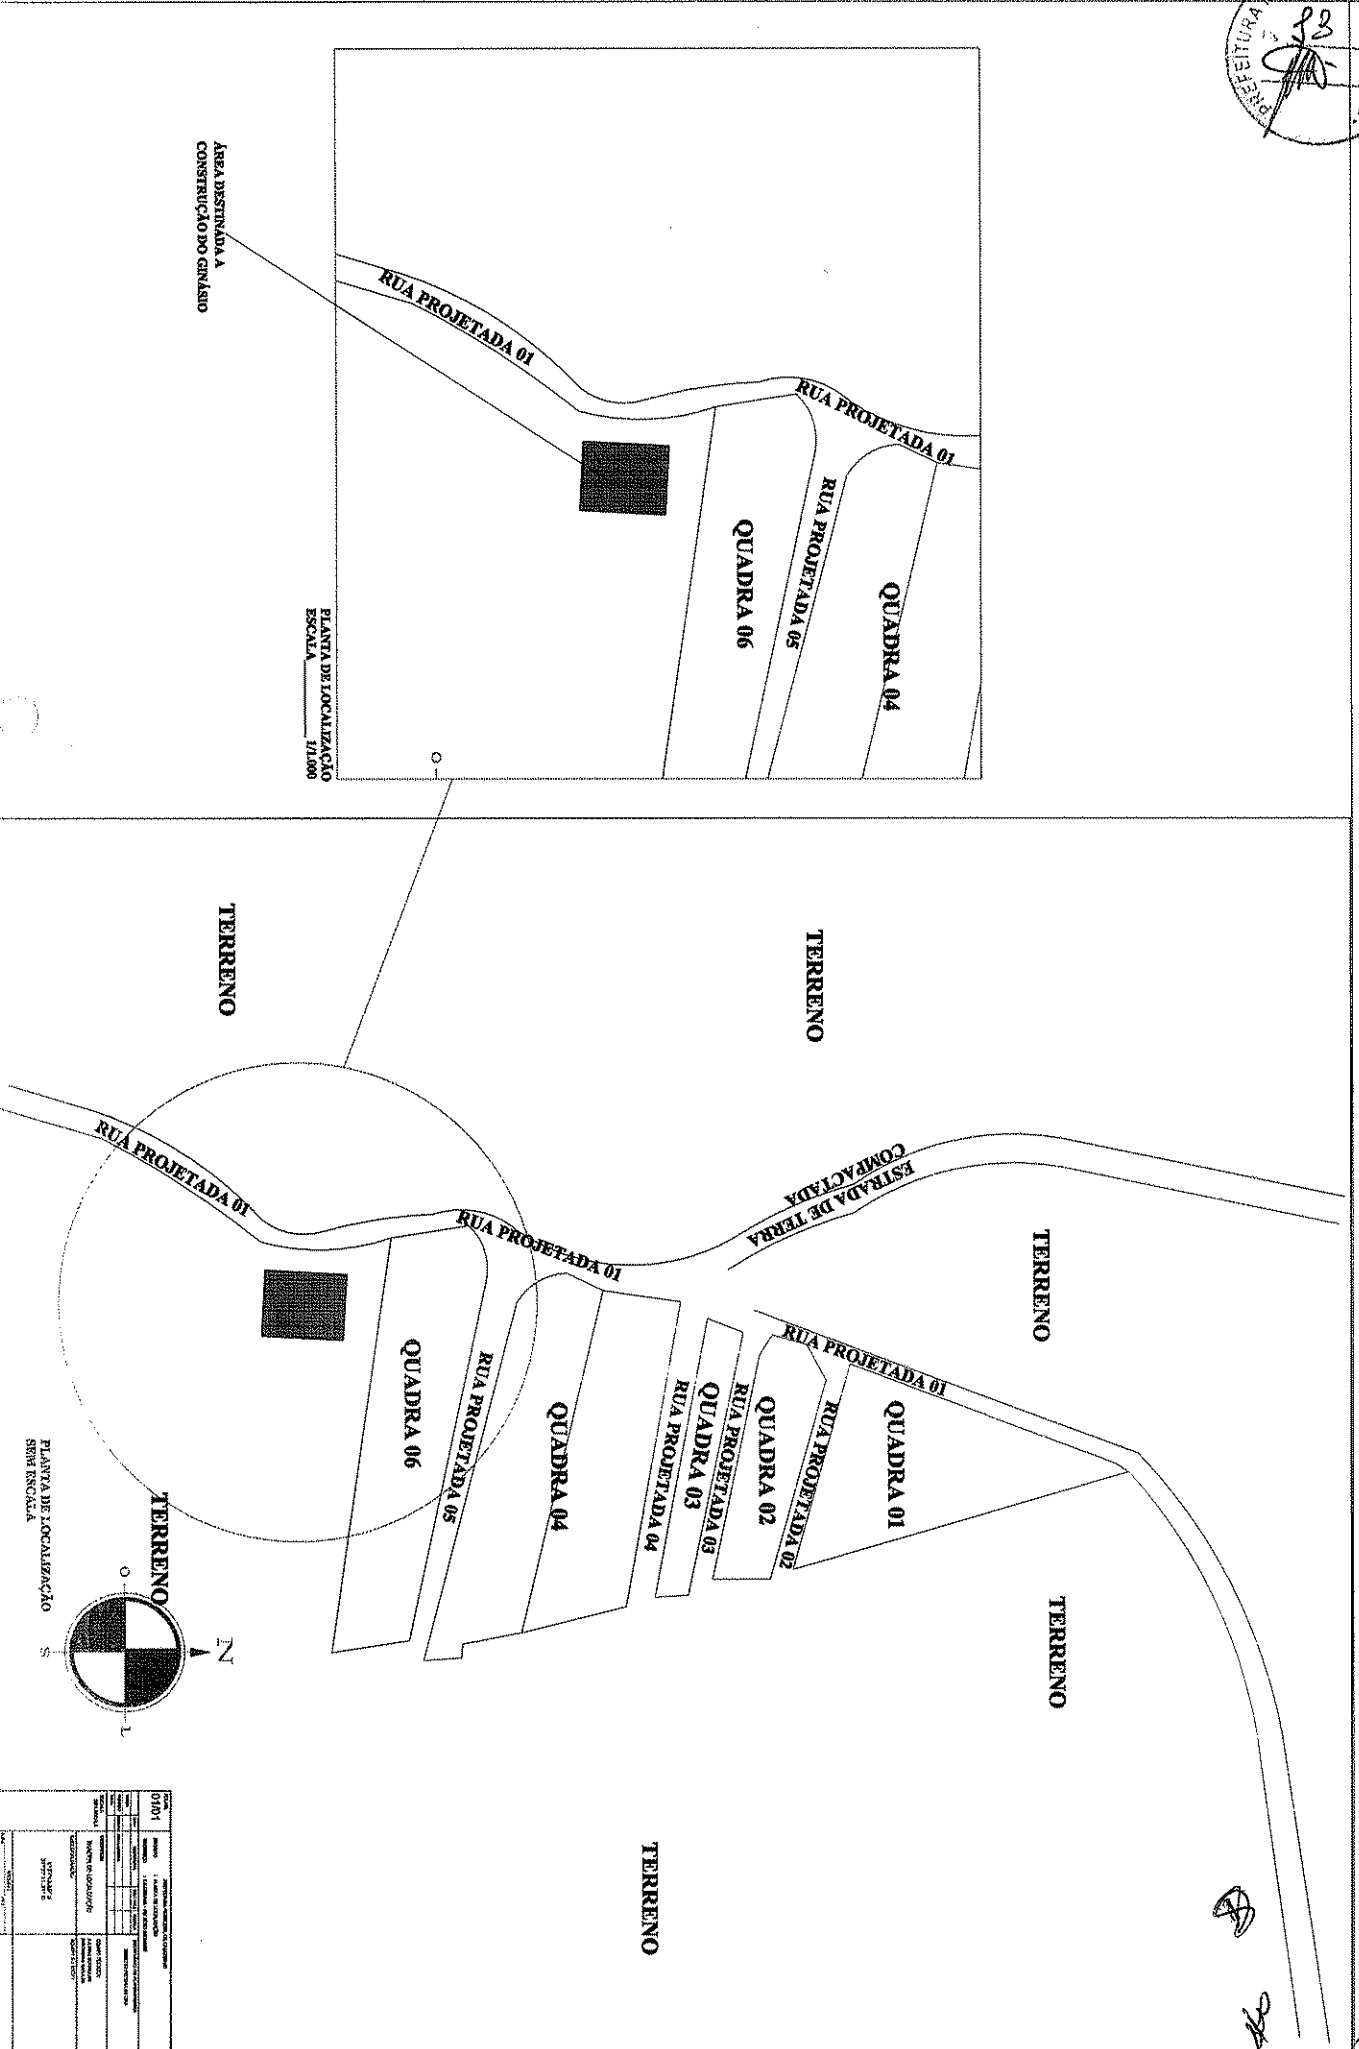 PREFEITURA
ÁREA DESTINADA A
CONSTRUÇÃO DO GINÁSIO
RUA PROJETADA 01
RUA PROJETADA 01
RUA PROJETADA 05
QUADRA 04
QUADRA 06
PLANTA DE LOCALIZAÇÃO
ESCALA 1/1.000
O
TERRENO
TERRENO
ESTRADA DE TERRA
COMPACTADA
TERRENO
RUA PROJETADA 01
QUADRA 01
RUA PROJETADA 02
QUADRA 02
RUA PROJETADA 03
QUADRA 03
RUA PROJETADA 04
RUA PROJETADA 01
QUADRA 04
RUA PROJETADA 05
QUADRA 06
RUA PROJETADA 01
TERRENO
TERRENO
TERRENO
PLANTA DE LOCALIZAÇÃO
SEM ESCALA
N
O
L
S
01/01